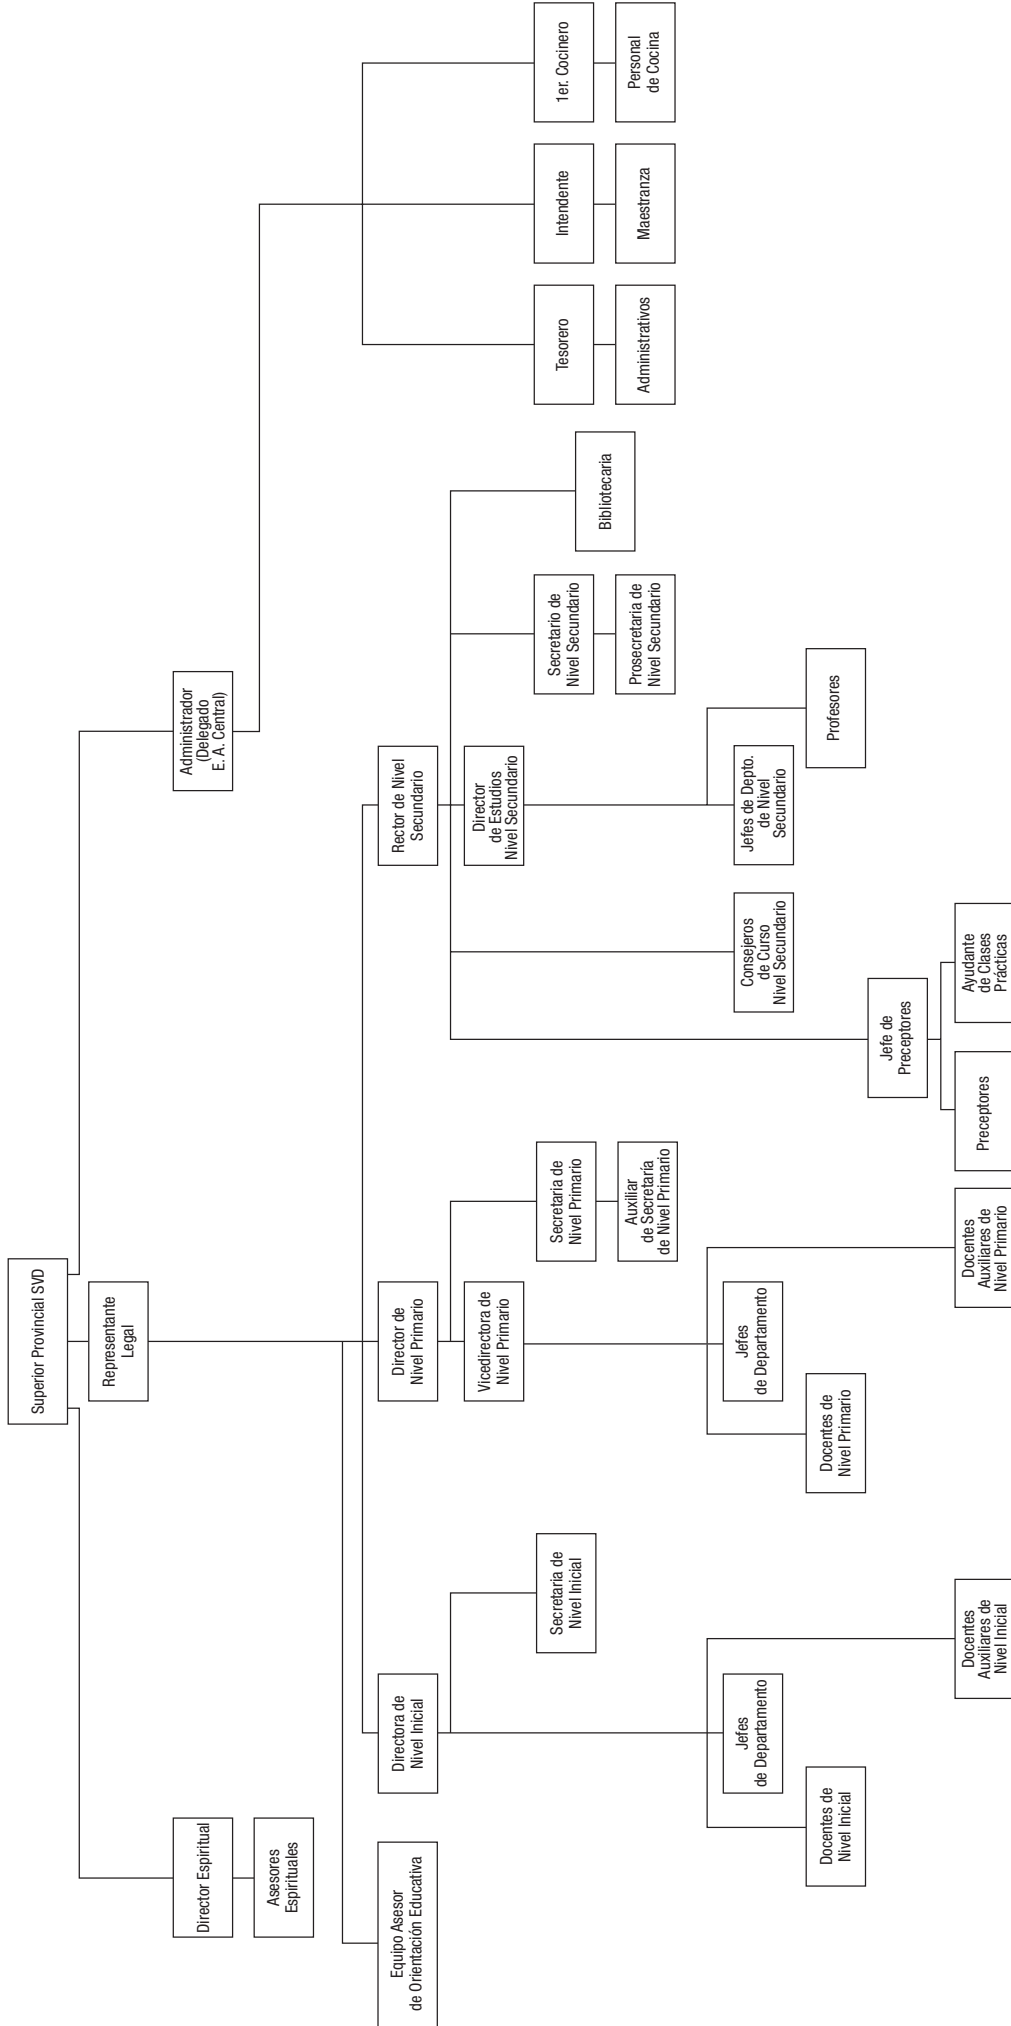 Superior Provincial SVD
Representante
Legal
Director Espiritual
Asesores
Espirituales
Administrador
(Delegado
E. A. Central)
Equipo Asesor
de Orientación Educativa
Directora de
Nivel Inicial
Director de
Nivel Primario
Rector de Nivel
Secundario
Vicedirectora de
Nivel Primario
Director
de Estudios
Nivel Secundario
Secretaria de
Nivel Inicial
Secretaria de
Nivel Primario
Auxiliar
de Secretaría
de Nivel Primario
Secretario de
Nivel Secundario
Prosecretaria de
Nivel Secundario
Bibliotecaria
Tesorero
Administrativos
Intendente
Maestranza
1er. Cocinero
Personal
de Cocina
Jefes
de Departamento
Docentes de
Nivel Inicial
Docentes
Auxiliares de
Nivel Inicial
Jefes
de Departamento
Docentes de
Nivel Primario
Docentes
Auxiliares de
Nivel Primario
Consejeros
de Curso
Nivel Secundario
Jefes de Depto.
de Nivel
Secundario
Profesores
Jefe de
Preceptores
Preceptores
Ayudante
de Clases
Prácticas